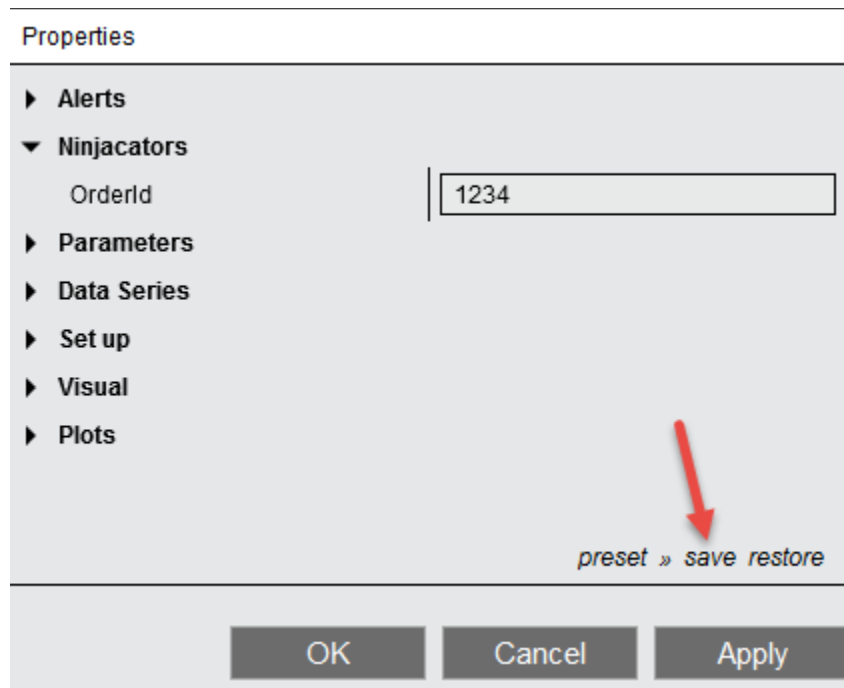 Properties
Alerts
Ninjacators
OrderId 1234
Parameters
Data Series
Set up
Visual
Plots
preset » save restore
OK Cancel Apply